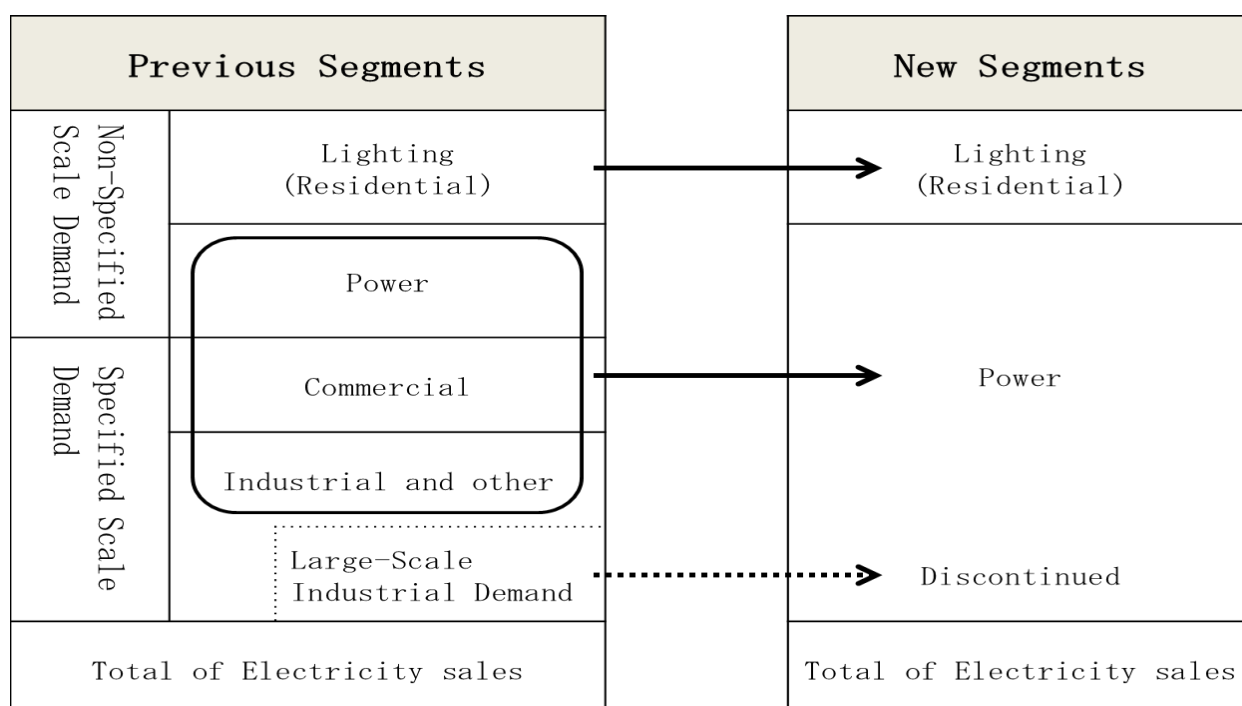 Previous Segments
New Segments
Non-Specified
Scale Demand
Lighting
(Residential)
Lighting
(Residential)
Power
Specified Scale
Demand
Commercial
Power
Industrial and other
Large-Scale
Industrial Demand
Discontinued
Total of Electricity sales
Total of Electricity sales